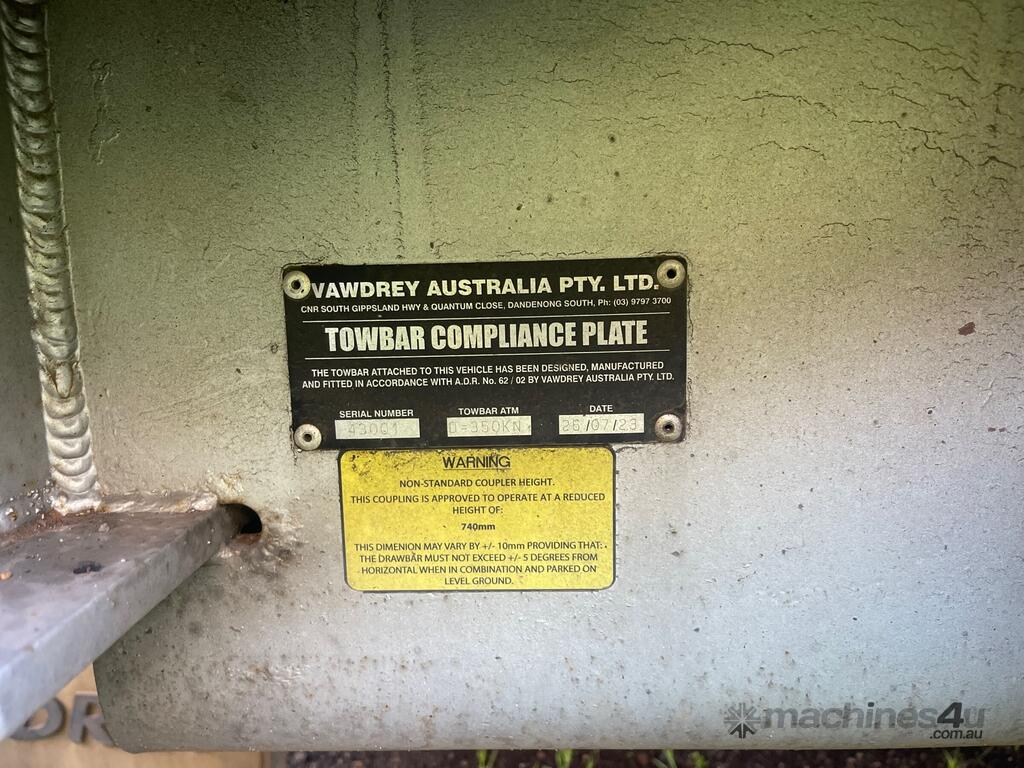 VAWDREY AUSTRALIA PTY. LTD.
CNR SOUTH GIPPSLAND HWY & QUANTUM CLOSE, DANDENONG SOUTH, Ph: (03) 9797 3700
TOWBAR COMPLIANCE PLATE
THE TOWBAR ATTACHED TO THIS VEHICLE HAS BEEN DESIGNED, MANUFACTURED
AND FITTED IN ACCORDANCE WITH A.D.R. No. 62 / 02 BY VAWDREY AUSTRALIA PTY. LTD.
SERIAL NUMBER TOWBAR ATM DATE
43001 D=350KN 26/07/23
WARNING
NON-STANDARD COUPLER HEIGHT.
THIS COUPLING IS APPROVED TO OPERATE AT A REDUCED
HEIGHT OF:
740mm
THIS DIMENION MAY VARY BY +/- 10mm PROVIDING THAT:
THE DRAWBAR MUST NOT EXCEED +/- 5 DEGREES FROM
HORIZONTAL WHEN IN COMBINATION AND PARKED ON
LEVEL GROUND.
DR
machines4u
.com.au